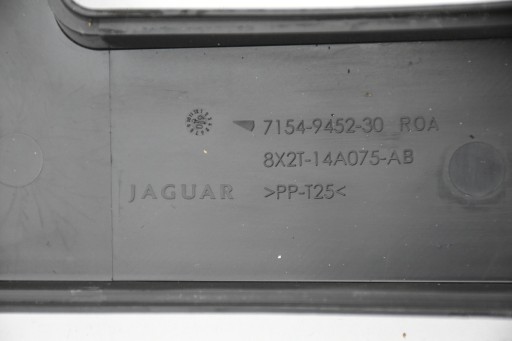 7154-9452-30 ROA
8X2T-14A075-AB
JAGUAR >PP-T25<